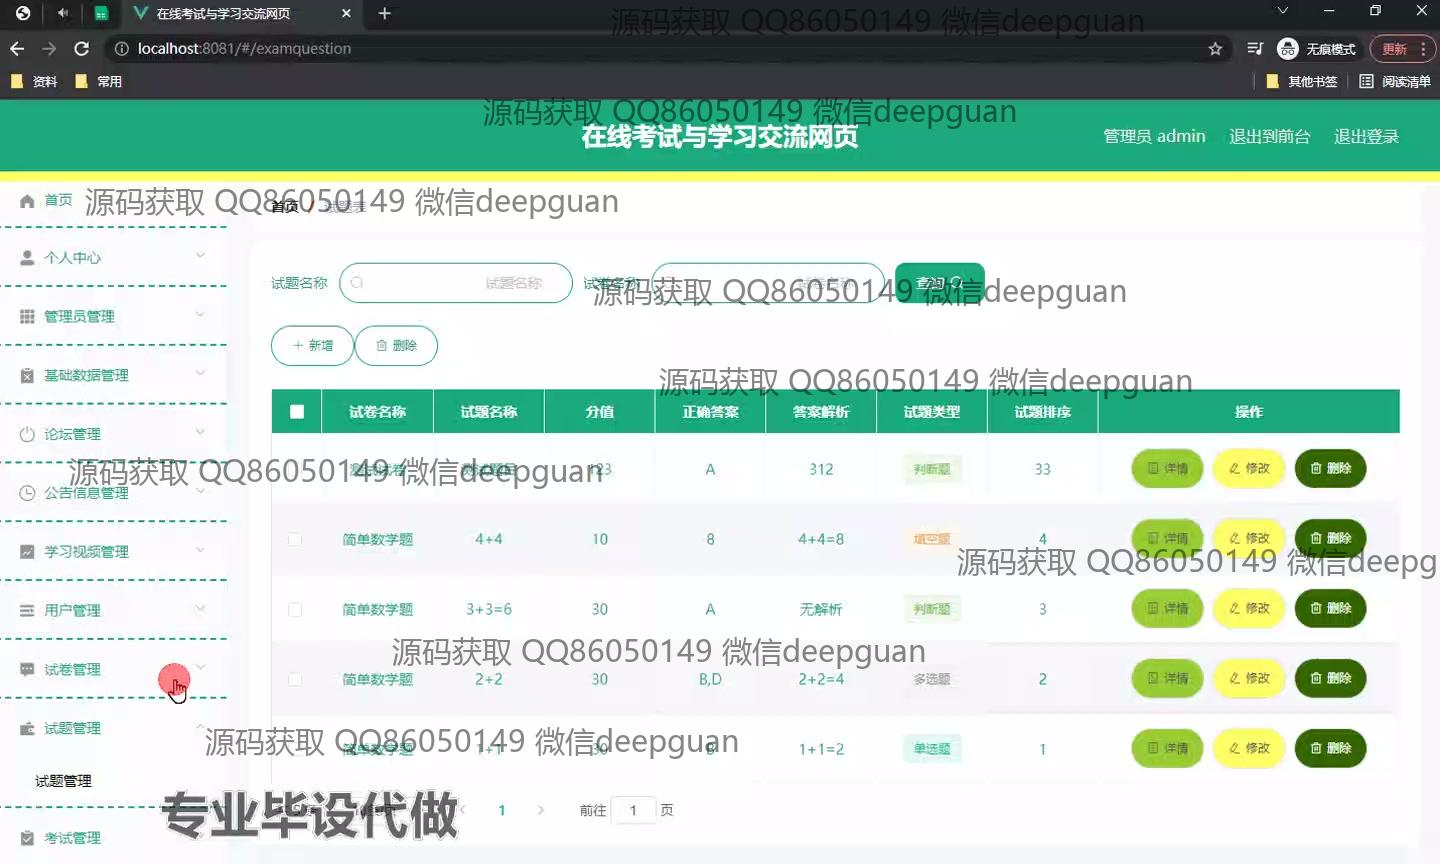 在线考试与学习交流网页
localhost:8081/#/examquestion
无痕模式
更新
资料
常用
其他书签
阅读清单
源码获取 QQ86050149 微信deepguan
源码获取 QQ86050149 微信deepguan
在线考试与学习交流网页
管理员 admin
退出到前台
退出登录
首页
源码获取 QQ86050149 微信deepguan
首页 / 试题表
个人中心
试题名称
试题名称
试卷名称
查询
源码获取 QQ86050149 微信deepguan
管理员管理
新增
删除
基础数据管理
源码获取 QQ86050149 微信deepguan
试卷名称 试题名称 分值 正确答案 答案解析 试题类型 试题排序 操作
论坛管理
源码获取 QQ86050149 微信deepguan
123 A 312 判断题 33 详情 修改 删除
公告信息管理
简单数学题 4+4 10 8 4+4=8 填空题 4 详情 修改 删除
学习视频管理
源码获取 QQ86050149 微信deepg
用户管理
简单数学题 3+3=6 30 A 无解析 判断题 3 详情 修改 删除
源码获取 QQ86050149 微信deepguan
试卷管理
简单数学题 2+2 30 B,D 2+2=4 多选题 2 详情 修改 删除
试题管理
源码获取 QQ86050149 微信deepguan
简单数学题 1+1 30 B 1+1=2 单选题 1 详情 修改 删除
试题管理
专业毕设代做
1
前往 1 页
考试管理